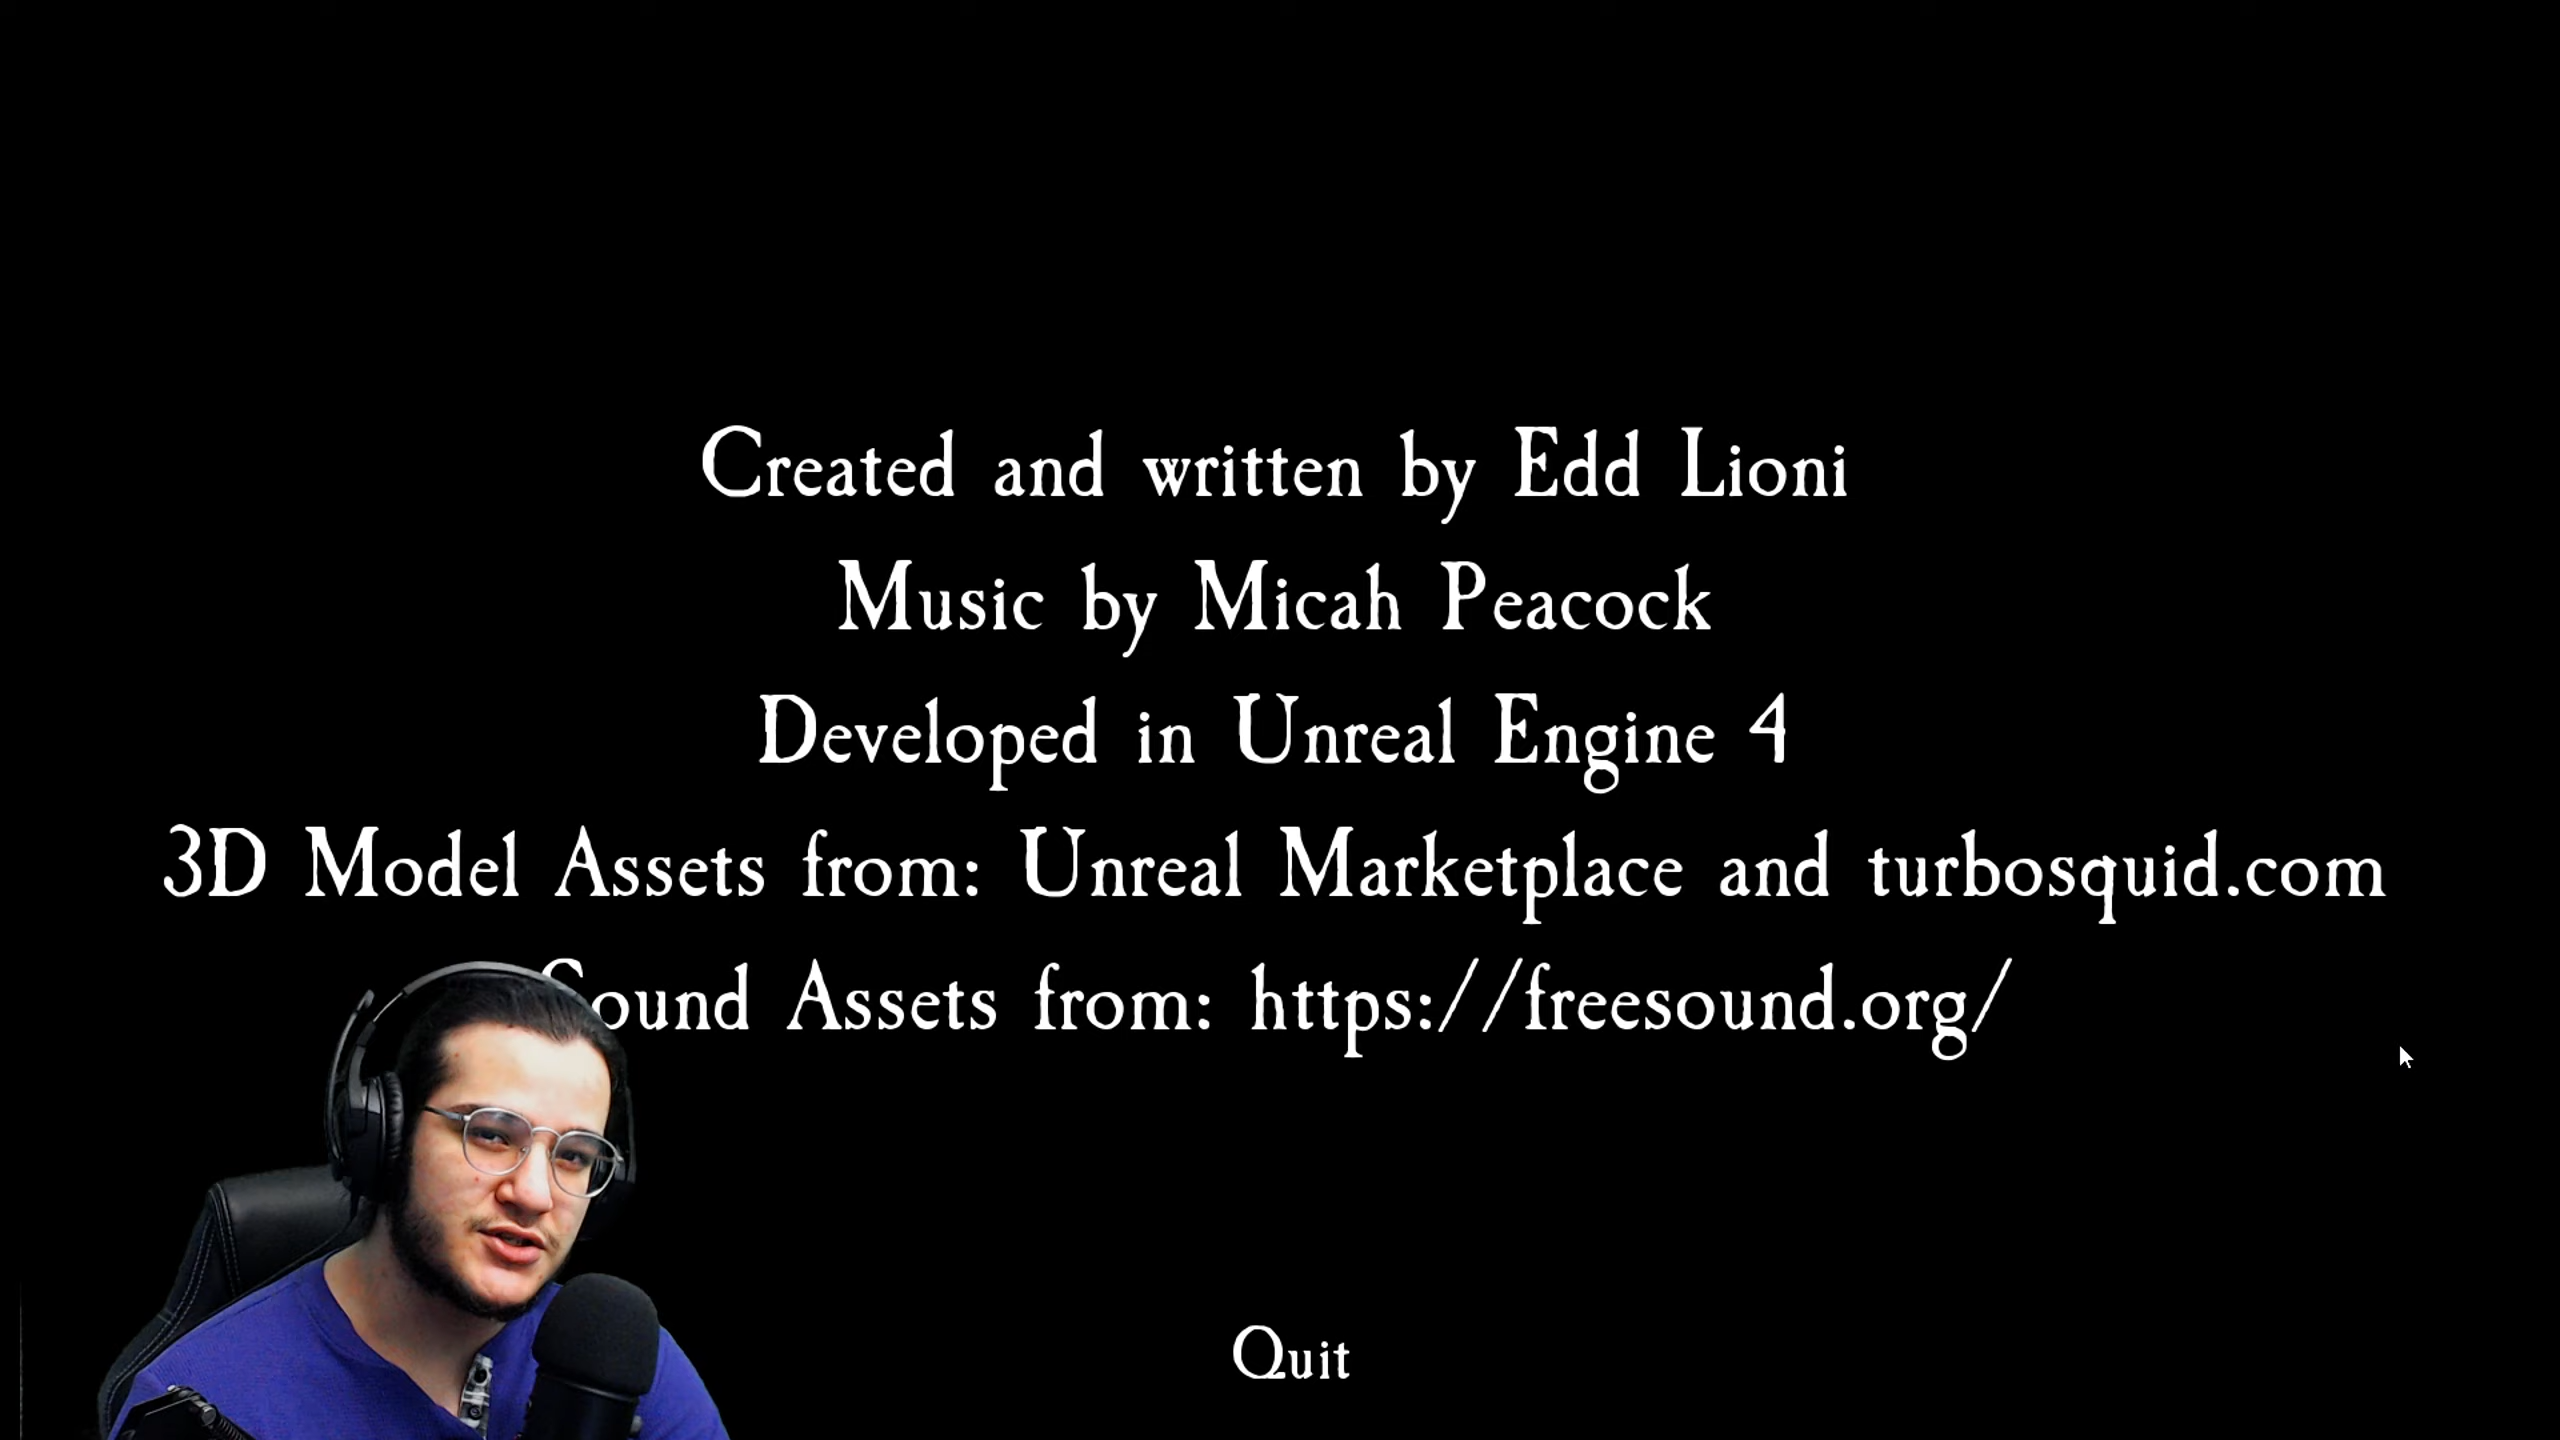 Created and written by Edd Lioni
Music by Micah Peacock
Developed in Unreal Engine 4
3D Model Assets from: Unreal Marketplace and turbosquid.com
Sound Assets from: https://freesound.org/
Quit